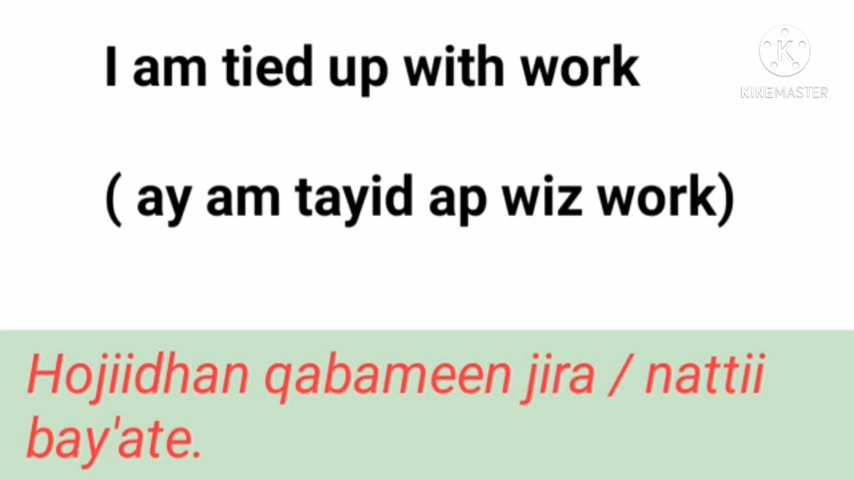 I am tied up with work
KINEMASTER
( ay am tayid ap wiz work)
Hojiidhan qabameen jira / nattii
bay'ate.